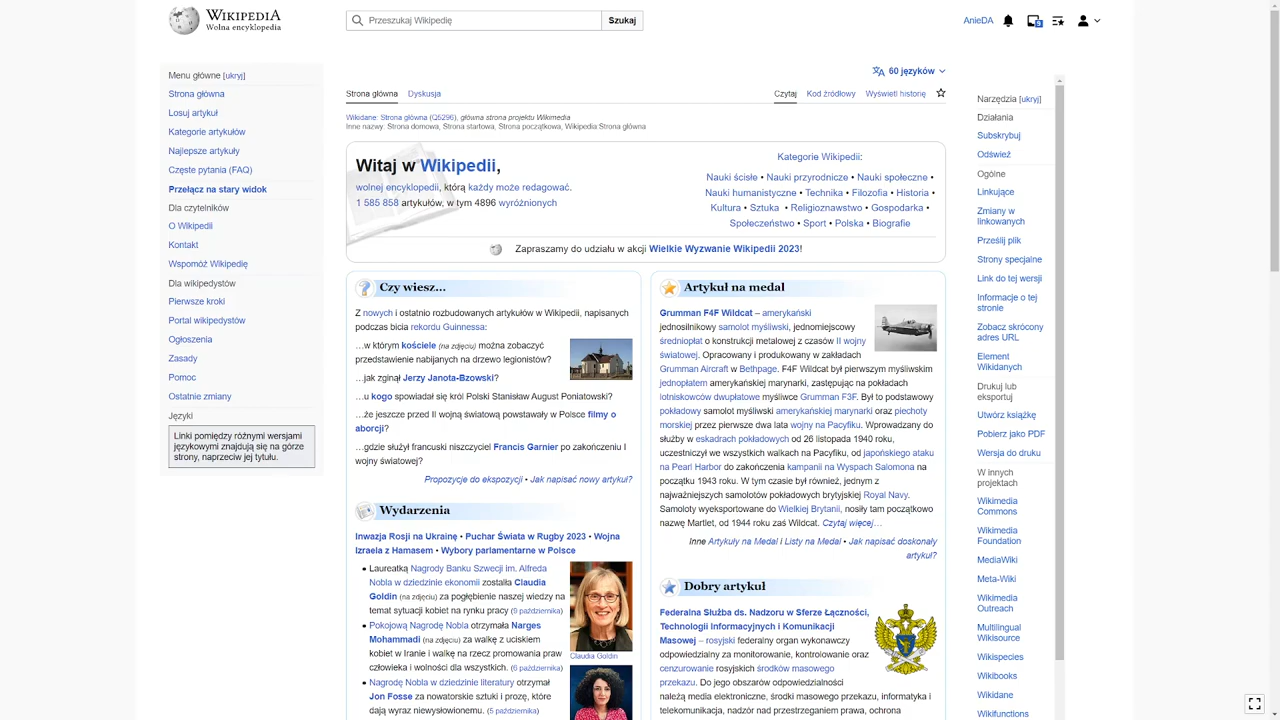 WIKIPEDIA
Wolna encyklopedia
Przeszukaj Wikipedię
Szukaj
AnieDA
5
Menu główne [ukryj]
Strona główna
Losuj artykuł
Kategorie artykułów
Najlepsze artykuły
Częste pytania (FAQ)
Przełącz na stary widok
Dla czytelników
O Wikipedii
Kontakt
Wspomóż Wikipedię
Dla wikipedystów
Pierwsze kroki
Portal wikipedystów
Ogłoszenia
Zasady
Pomoc
Ostatnie zmiany
Języki
Linki pomiędzy różnymi wersjami
językowymi znajdują się na górze
strony, naprzeciw jej tytułu.
60 języków
Strona główna Dyskusja
Czytaj Kod źródłowy Wyświetl historię
Wikidane: Strona główna (Q5296), główna strona projektu Wikimedia
Inne nazwy: Strona domowa, Strona startowa, Strona początkowa, Wikipedia Strona główna
Witaj w Wikipedii,
wolnej encyklopedii, którą każdy może redagować.
1 585 858 artykułów, w tym 4896 wyróżnionych
Kategorie Wikipedii:
Nauki ścisłe • Nauki przyrodnicze • Nauki społeczne •
Nauki humanistyczne • Technika • Filozofia • Historia •
Kultura • Sztuka • Religioznawstwo • Gospodarka •
Społeczeństwo • Sport • Polska • Biografie
Zapraszamy do udziału w akcji Wielkie Wyzwanie Wikipedii 2023!
Czy wiesz...
Z nowych i ostatnio rozbudowanych artykułów w Wikipedii, napisanych
podczas bicia rekordu Guinnessa:
…w którym kościele (na zdjęciu) można zobaczyć
przedstawienie nabijanych na drzewo legionistów?
…jak zginął Jerzy Janota-Bzowski?
…u kogo spowiadał się król Polski Stanisław August Poniatowski?
…że jeszcze przed II wojną światową powstawały w Polsce filmy o
aborcji?
…gdzie służył francuski niszczyciel Francis Garnier po zakończeniu I
wojny światowej?
Propozycje do ekspozycji • Jak napisać nowy artykuł?
Wydarzenia
Inwazja Rosji na Ukrainę • Puchar Świata w Rugby 2023 • Wojna
Izraela z Hamasem • Wybory parlamentarne w Polsce
• Laureatką Nagrody Banku Szwecji im. Alfreda
Nobla w dziedzinie ekonomii została Claudia
Goldin (na zdjęciu) za pogłębienie naszej wiedzy na
temat sytuacji kobiet na rynku pracy (9 października)
• Pokojową Nagrodę Nobla otrzymała Narges
Mohammadi (na zdjęciu) za walkę z uciskiem
kobiet w Iranie i walkę na rzecz promowania praw
człowieka i wolności dla wszystkich. (6 października)
• Nagrodę Nobla w dziedzinie literatury otrzymał
Jon Fosse za nowatorskie sztuki i prozę, które
dają wyraz niewysłowionemu. (5 października)
Claudia Goldin
Artykuł na medal
Grumman F4F Wildcat – amerykański
jednosilnikowy samolot myśliwski, jednomiejscowy
średniopłat o konstrukcji metalowej z czasów II wojny
światowej. Opracowany i produkowany w zakładach
Grumman Aircraft w Bethpage. F4F Wildcat był pierwszym myśliwskim
jednopłatem amerykańskiej marynarki, zastępując na pokładach
lotniskowców dwupłatowe myśliwce Grumman F3F. Był to podstawowy
pokładowy samolot myśliwski amerykańskiej marynarki oraz piechoty
morskiej przez pierwsze dwa lata wojny na Pacyfiku. Wprowadzany do
służby w eskadrach pokładowych od 26 listopada 1940 roku,
uczestniczył we wszystkich walkach na Pacyfiku, od japońskiego ataku
na Pearl Harbor do zakończenia kampanii na Wyspach Salomona na
początku 1943 roku. W tym czasie był również, jednym z
najważniejszych samolotów pokładowych brytyjskiej Royal Navy.
Samoloty wyeksportowane do Wielkiej Brytanii, nosiły tam początkowo
nazwę Martlet, od 1944 roku zaś Wildcat. Czytaj więcej…
Inne Artykuły na Medal i Listy na Medal • Jak napisać doskonały
artykuł?
Dobry artykuł
Federalna Służba ds. Nadzoru w Sferze Łączności,
Technologii Informacyjnych i Komunikacji
Masowej – rosyjski federalny organ wykonawczy
odpowiedzialny za monitorowanie, kontrolowanie oraz
cenzurowanie rosyjskich środków masowego
przekazu. Do jego obszarów odpowiedzialności
należą media elektroniczne, środki masowego przekazu, informatyka i
telekomunikacja, nadzór nad przestrzeganiem prawa, ochrona
Narzędzia [ukryj]
Działania
Subskrybuj
Odśwież
Ogólne
Linkujące
Zmiany w
linkowanych
Prześlij plik
Strony specjalne
Link do tej wersji
Informacje o tej
stronie
Zobacz skrócony
adres URL
Element
Wikidanych
Drukuj lub
eksportuj
Utwórz książkę
Pobierz jako PDF
Wersja do druku
W innych
projektach
Wikimedia
Commons
Wikimedia
Foundation
MediaWiki
Meta-Wiki
Wikimedia
Outreach
Multilingual
Wikisource
Wikispecies
Wikibooks
Wikidane
Wikifunctions